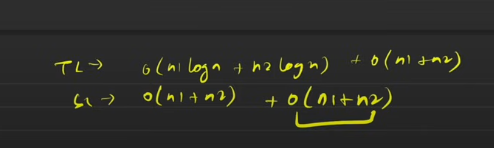 TC → O(n1 logn + n2 logn) + O(n1+n2)
SC → O(n1+n2) + O(n1+n2)